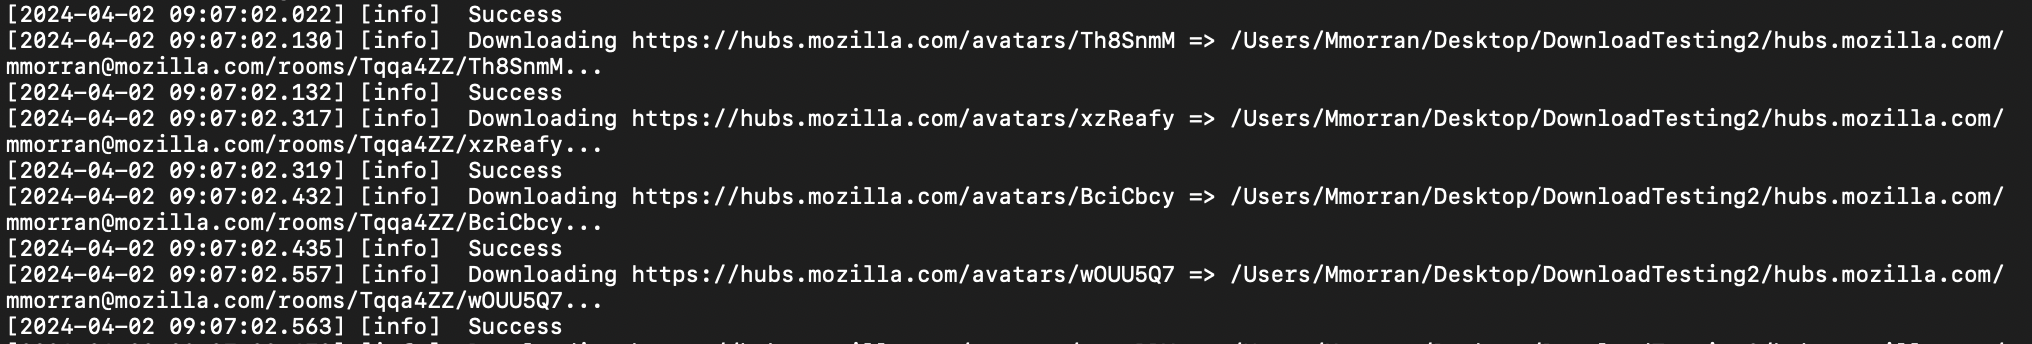 [2024-04-02 09:07:02.022] [info]  Success
[2024-04-02 09:07:02.130] [info]  Downloading https://hubs.mozilla.com/avatars/Th8SnmM => /Users/Mmorran/Desktop/DownloadTesting2/hubs.mozilla.com/
mmorran@mozilla.com/rooms/Tqqa4ZZ/Th8SnmM...
[2024-04-02 09:07:02.132] [info]  Success
[2024-04-02 09:07:02.317] [info]  Downloading https://hubs.mozilla.com/avatars/xzReafy => /Users/Mmorran/Desktop/DownloadTesting2/hubs.mozilla.com/
mmorran@mozilla.com/rooms/Tqqa4ZZ/xzReafy...
[2024-04-02 09:07:02.319] [info]  Success
[2024-04-02 09:07:02.432] [info]  Downloading https://hubs.mozilla.com/avatars/BciCbcy => /Users/Mmorran/Desktop/DownloadTesting2/hubs.mozilla.com/
mmorran@mozilla.com/rooms/Tqqa4ZZ/BciCbcy...
[2024-04-02 09:07:02.435] [info]  Success
[2024-04-02 09:07:02.557] [info]  Downloading https://hubs.mozilla.com/avatars/wOUU5Q7 => /Users/Mmorran/Desktop/DownloadTesting2/hubs.mozilla.com/
mmorran@mozilla.com/rooms/Tqqa4ZZ/wOUU5Q7...
[2024-04-02 09:07:02.563] [info]  Success